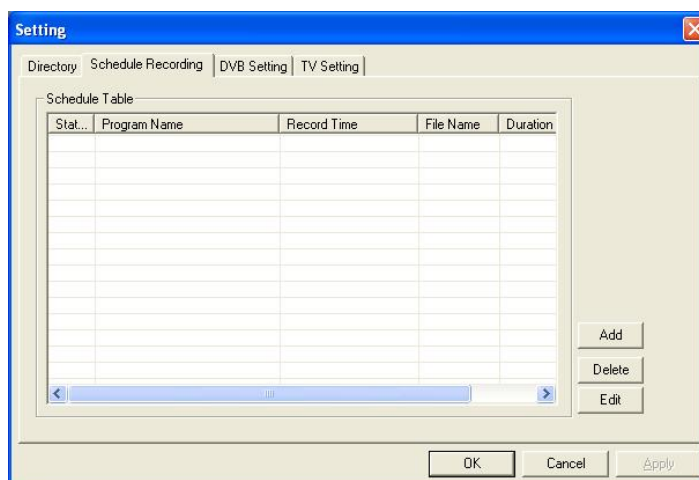 Setting
Directory Schedule Recording DVB Setting TV Setting
Schedule Table
Stat... Program Name Record Time File Name Duration
Add
Delete
Edit
OK Cancel Apply